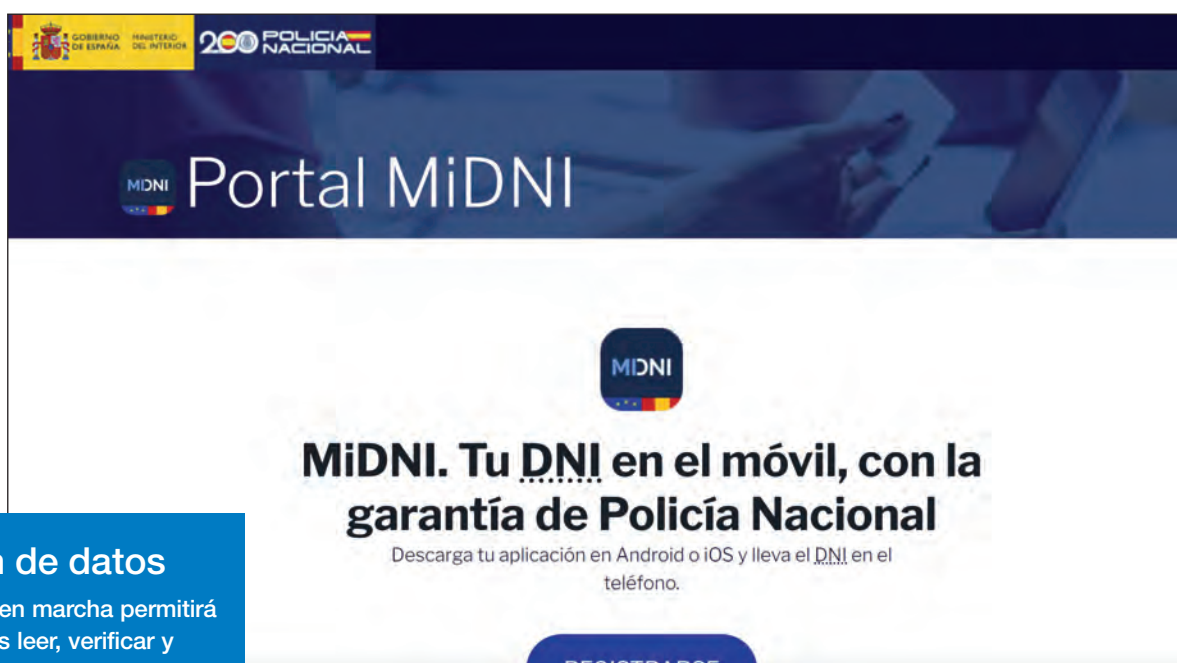 GOBIERNO DE ESPAÑA
MINISTERIO DEL INTERIOR
200 POLICIA NACIONAL
MiDNI Portal MiDNI
MiDNI
MiDNI. Tu DNI en el móvil, con la
garantía de Policía Nacional
Descarga tu aplicación en Android o iOS y lleva el DNI en el
teléfono.
REGISTRARSE
de datos
en marcha permitirá
s leer, verificar y